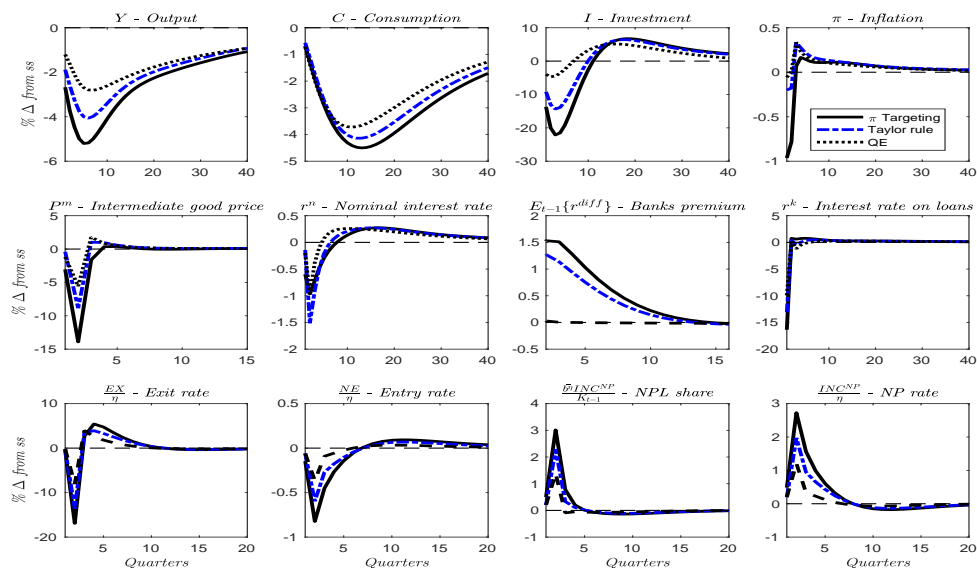 Y - Output
C - Consumption
I - Investment
π - Inflation
% Δ from ss
0
-2
-4
-6
10 20 30 40
0
-1
-2
-3
-4
-5
10 20 30 40
20
10
0
-10
-20
-30
10 20 30 40
0.5
0
-0.5
-1
10 20 30 40
π Targeting
Taylor rule
QE
P^m - Intermediate good price
r^n - Nominal interest rate
E_{t-1}{r^{diff}} - Banks premium
r^k - Interest rate on loans
% Δ from ss
5
0
-5
-10
-15
5 10 15
0.5
0
-0.5
-1
-1.5
-2
10 20 30 40
2
1.5
1
0.5
0
-0.5
5 10 15
5
0
-5
-10
-15
-20
10 20 30 40
EX/η - Exit rate
NE/η - Entry rate
INC^{NP}/K_{t-1} - NPL share
INC^{NP}/η - NP rate
% Δ from ss
10
0
-10
-20
5 10 15 20
Quarters
0.5
0
-0.5
-1
5 10 15 20
Quarters
4
3
2
1
0
-1
5 10 15 20
Quarters
3
2
1
0
-1
5 10 15 20
Quarters